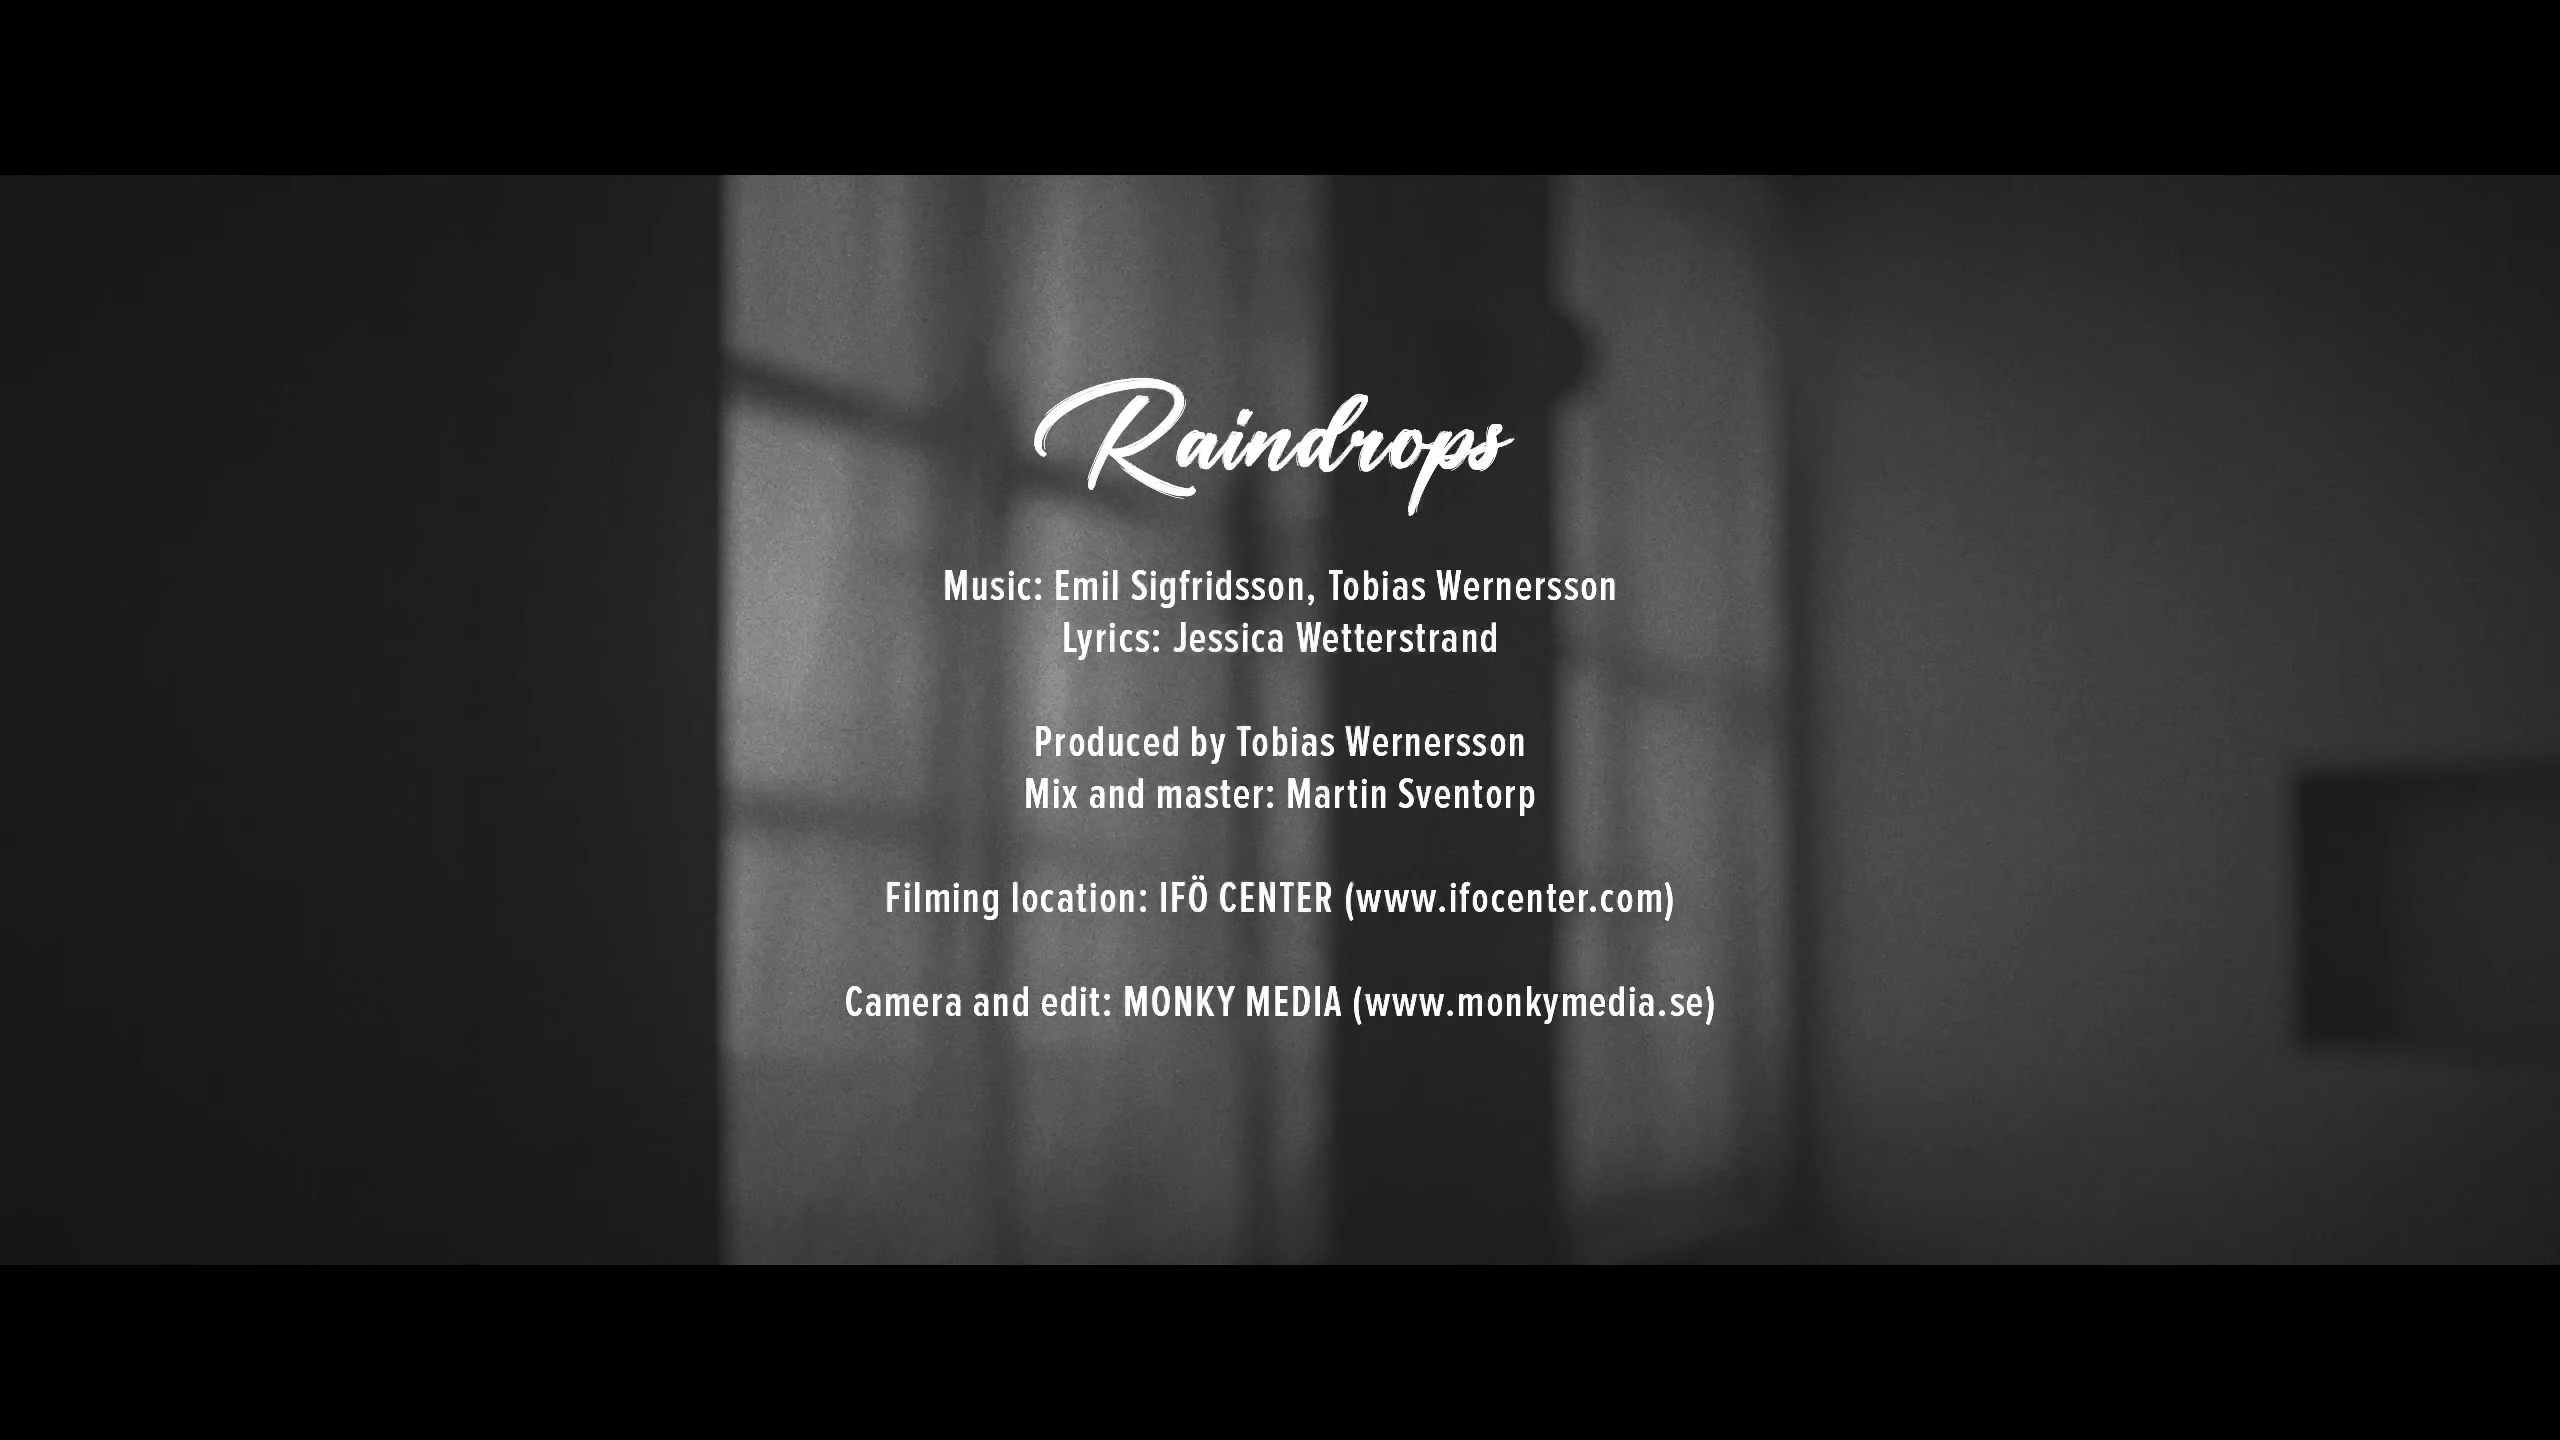 Raindrops
Music: Emil Sigfridsson, Tobias Wernersson
Lyrics: Jessica Wetterstrand
Produced by Tobias Wernersson
Mix and master: Martin Sventorp
Filming location: IFÖ CENTER (www.ifocenter.com)
Camera and edit: MONKY MEDIA (www.monkymedia.se)